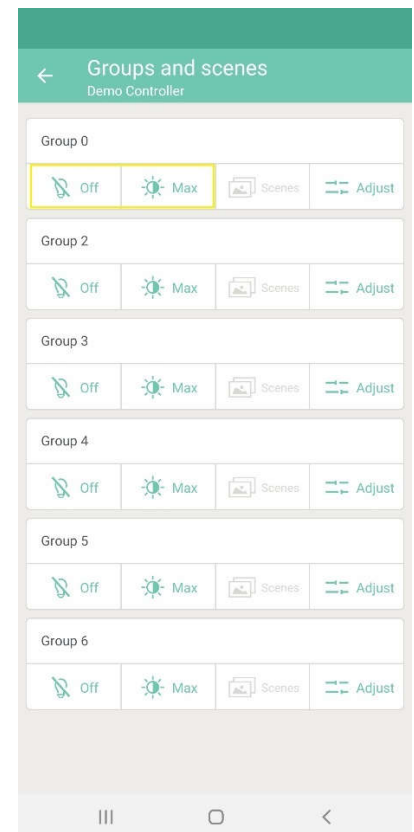 Groups and scenes
Demo Controller
Group 0
Off Max Scenes Adjust
Group 2
Off Max Scenes Adjust
Group 3
Off Max Scenes Adjust
Group 4
Off Max Scenes Adjust
Group 5
Off Max Scenes Adjust
Group 6
Off Max Scenes Adjust